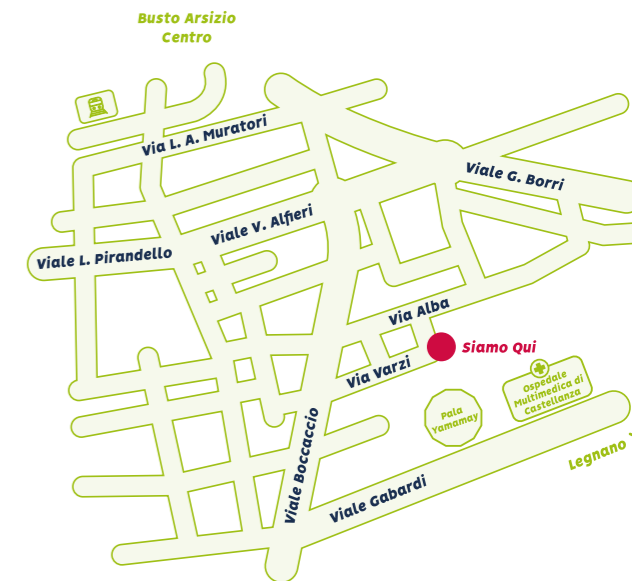 Busto Arsizio
Centro
Via L. A. Muratori
Viale G. Borri
Viale V. Alfieri
Viale L. Pirandello
Via Alba
Siamo Qui
Via Varzi
Ospedale
Multimedica di
Castellanza
Pala
Yamamay
Viale Boccaccio
Legnano
Viale Gabardi